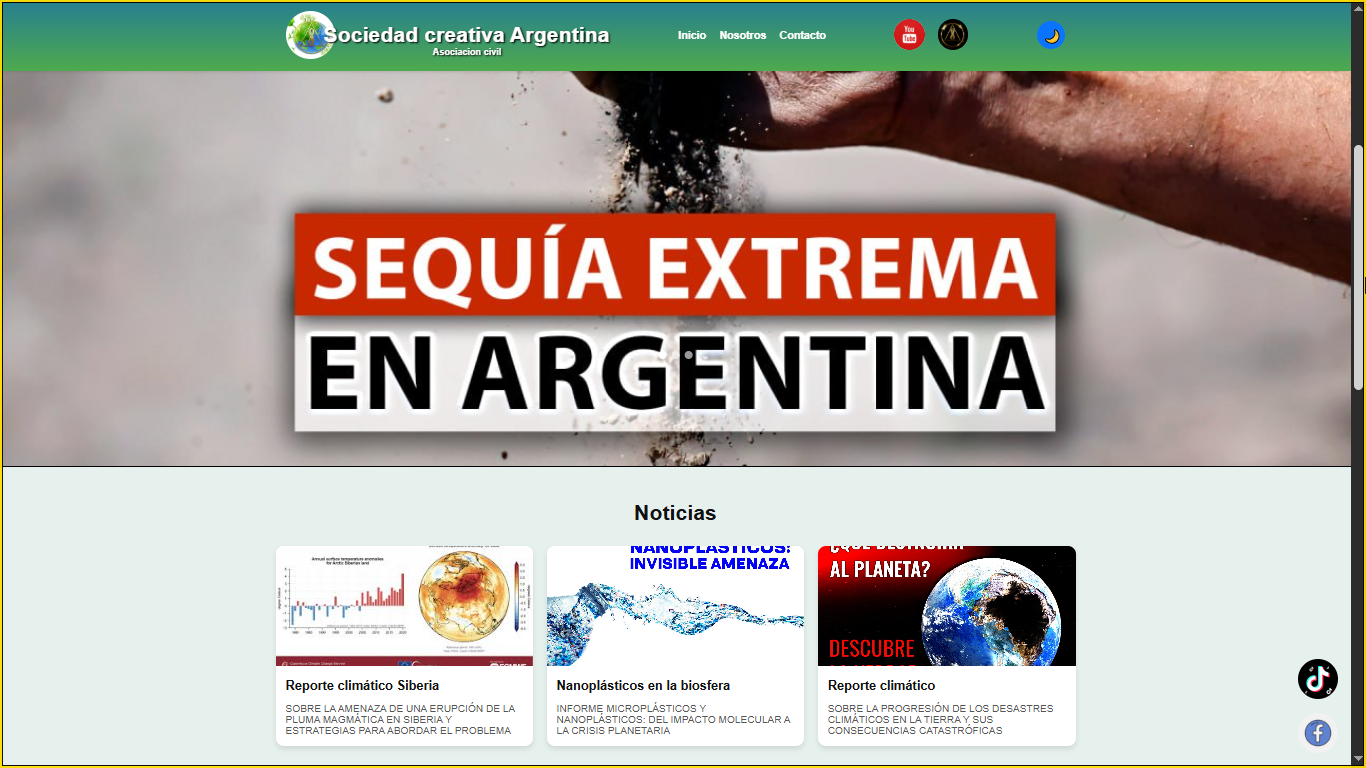 Sociedad creativa Argentina
Asociacion civil
Inicio Nosotros Contacto
You
Tube
SEQUÍA EXTREMA
EN ARGENTINA
Noticias
Annual surface temperature anomalies
for Arctic Siberian land
NANOPLÁSTICOS:
INVISIBLE AMENAZA
AL PLANETA?
DESCUBRE
Reporte climático Siberia
SOBRE LA AMENAZA DE UNA ERUPCIÓN DE LA
PLUMA MAGMÁTICA EN SIBERIA Y
ESTRATEGIAS PARA ABORDAR EL PROBLEMA
Nanoplásticos en la biosfera
INFORME MICROPLÁSTICOS Y
NANOPLÁSTICOS: DEL IMPACTO MOLECULAR A
LA CRISIS PLANETARIA
Reporte climático
SOBRE LA PROGRESIÓN DE LOS DESASTRES
CLIMÁTICOS EN LA TIERRA Y SUS
CONSECUENCIAS CATASTRÓFICAS